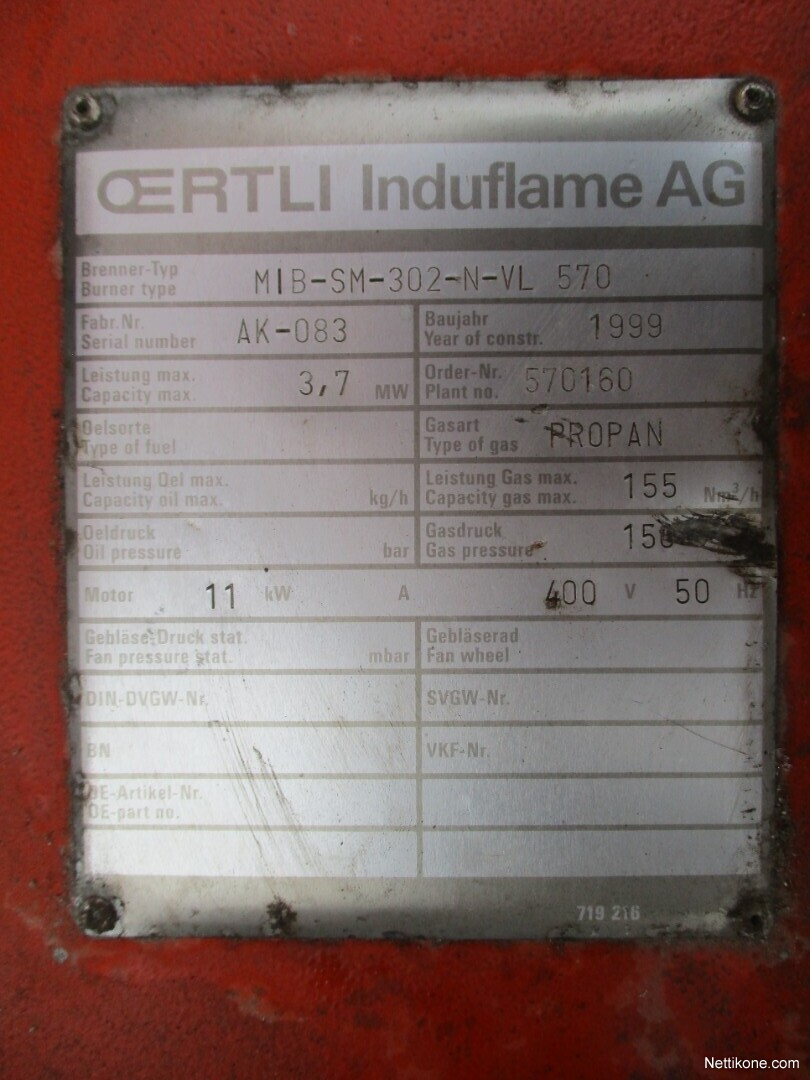 ŒRTLI Induflame AG
Brenner-Typ
Burner type MIB-SM-302-N-VL 570
Fabr.Nr. Baujahr
Serial number AK-083 Year of constr. 1999
Leistung max. Order-Nr.
Capacity max. 3,7 MW Plant no. 570160
Oelsorte Gasart
Type of fuel Type of gas PROPAN
Leistung Oel max. Leistung Gas max.
Capacity oil max. kg/h Capacity gas max. 155 Nm³/h
Oeldruck Gasdruck
Oil pressure bar Gas pressure
Motor 11 kW A 400 V 50 Hz
Gebläse-Druck stat. Gebläserad
Fan pressure stat. mbar Fan wheel
DIN-DVGW-Nr. SVGW-Nr.
BN VKF-Nr.
OE-Artikel-Nr.
OE-part no.
719 216
Nettikone.com